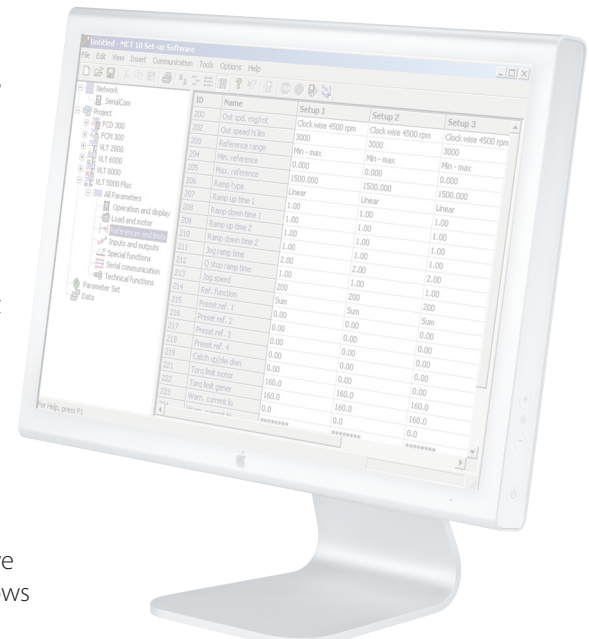 Untitled - MCT 10 Set-up Software
File Edit View Insert Communication Tools Options Help
Network
SerialCom
Project
FCD 300
FCM 300
VLT 2800
VLT 6000
VLT 8000
VLT 5000 Flux
All Parameters
Operation and display
Load and motor
References and limits
Inputs and outputs
Special functions
Serial communication
Technical functions
Parameter Set
Data
ID Name Setup 1 Setup 2 Setup 3
200 Out spd. rng/rot Clock wise 4500 rpm Clock wise 4500 rpm Clock wise 4500 rpm
202 Out speed hi lim 3000 3000 3000
203 Reference range Min - max Min - max Min - max
204 Min. reference 0.000 0.000 0.000
205 Max. reference 1500.000 1500.000 1500.000
206 Ramp type Linear Linear Linear
207 Ramp up time 1 1.00 1.00 1.00
208 Ramp down time 1 1.00 1.00 1.00
209 Ramp up time 2 1.00 1.00 1.00
210 Ramp down time 2 1.00 1.00 1.00
211 Jog ramp time 2.00 2.00 2.00
212 Q stop ramp time 1.00 1.00 1.00
213 Jog speed 200 200 200
214 Ref. function Sum Sum Sum
215 Preset ref. 1 0.00 0.00 0.00
216 Preset ref. 2 0.00 0.00 0.00
217 Preset ref. 3 0.00 0.00 0.00
218 Preset ref. 4 0.00 0.00 0.00
219 Catch up/slw dwn 0.00 0.00 0.00
221 Torq limit motor 160.0 160.0 160.0
222 Torq limit gener 160.0 160.0 160.0
223 Warn. current lo 0.0 0.0 0.0
Warn. current hi ******** ******** ********
For Help, press F1
ows